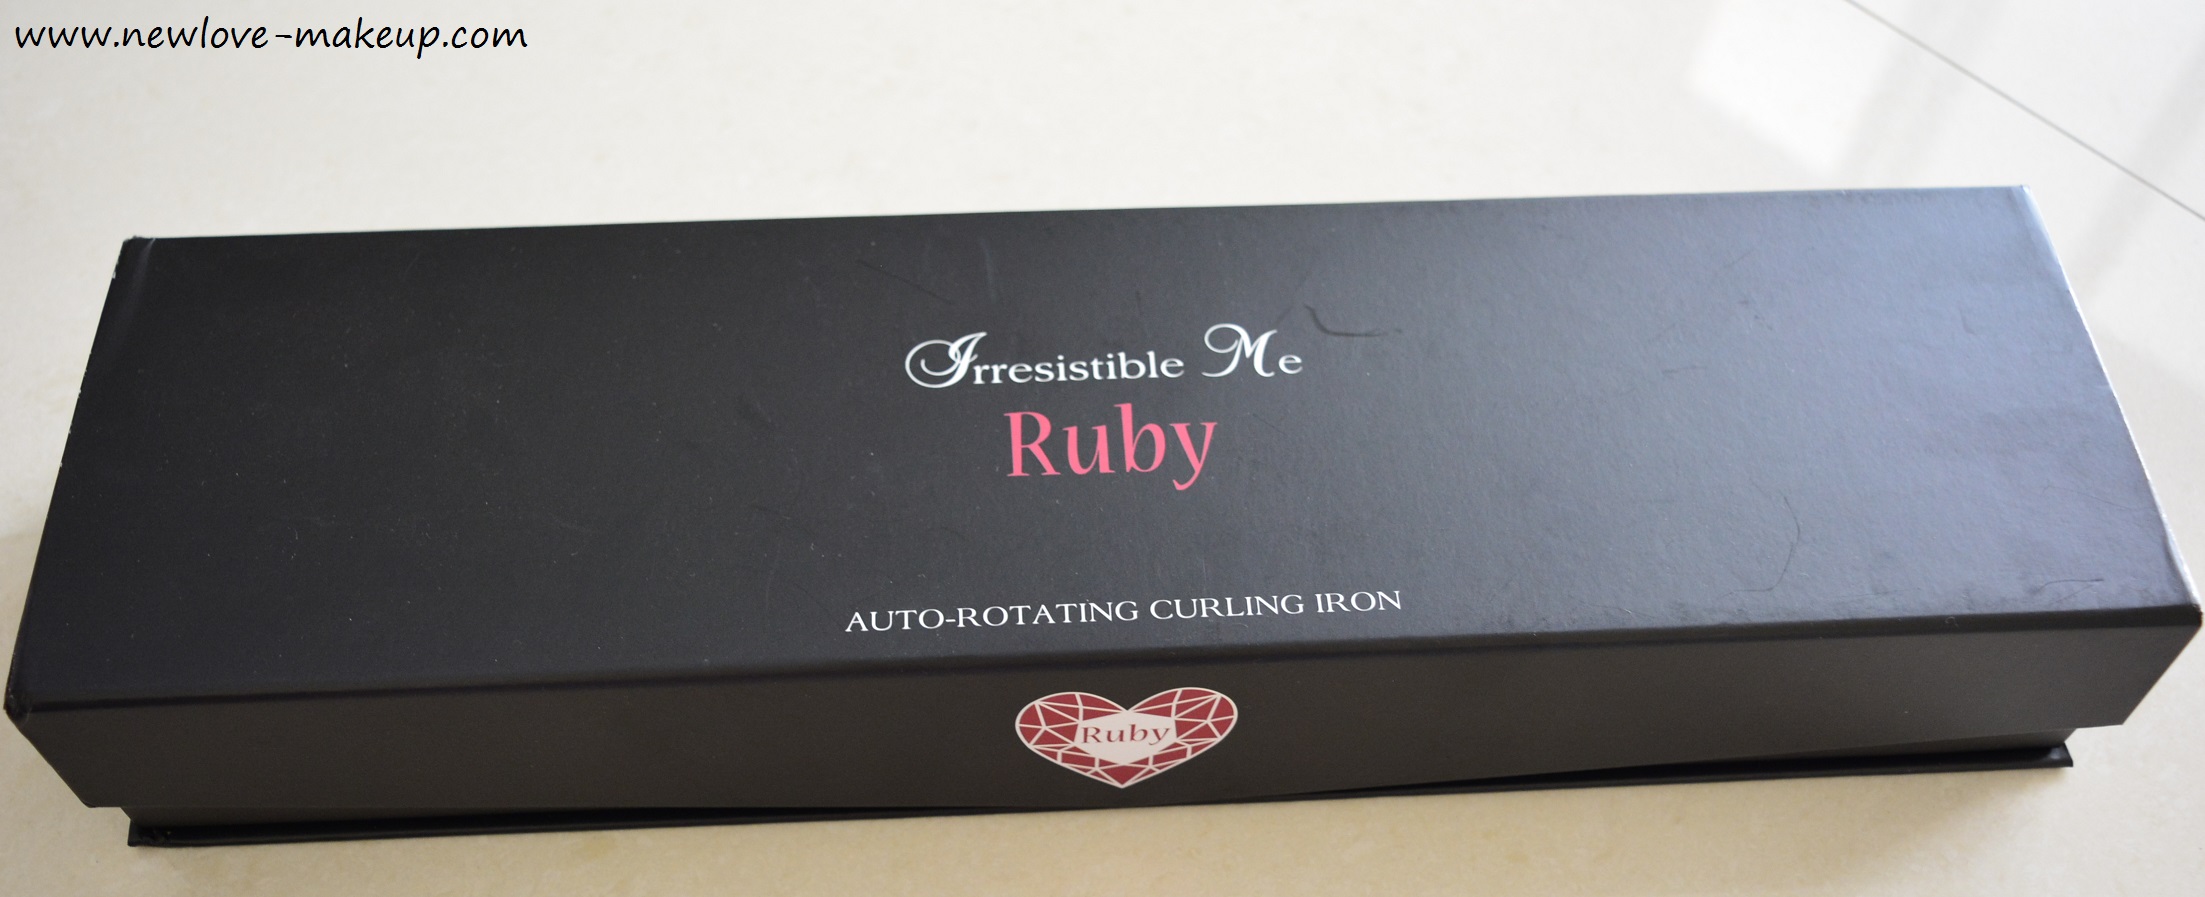 www.newlove-makeup.com
Irresistible Me
Ruby
AUTO-ROTATING CURLING IRON
Ruby